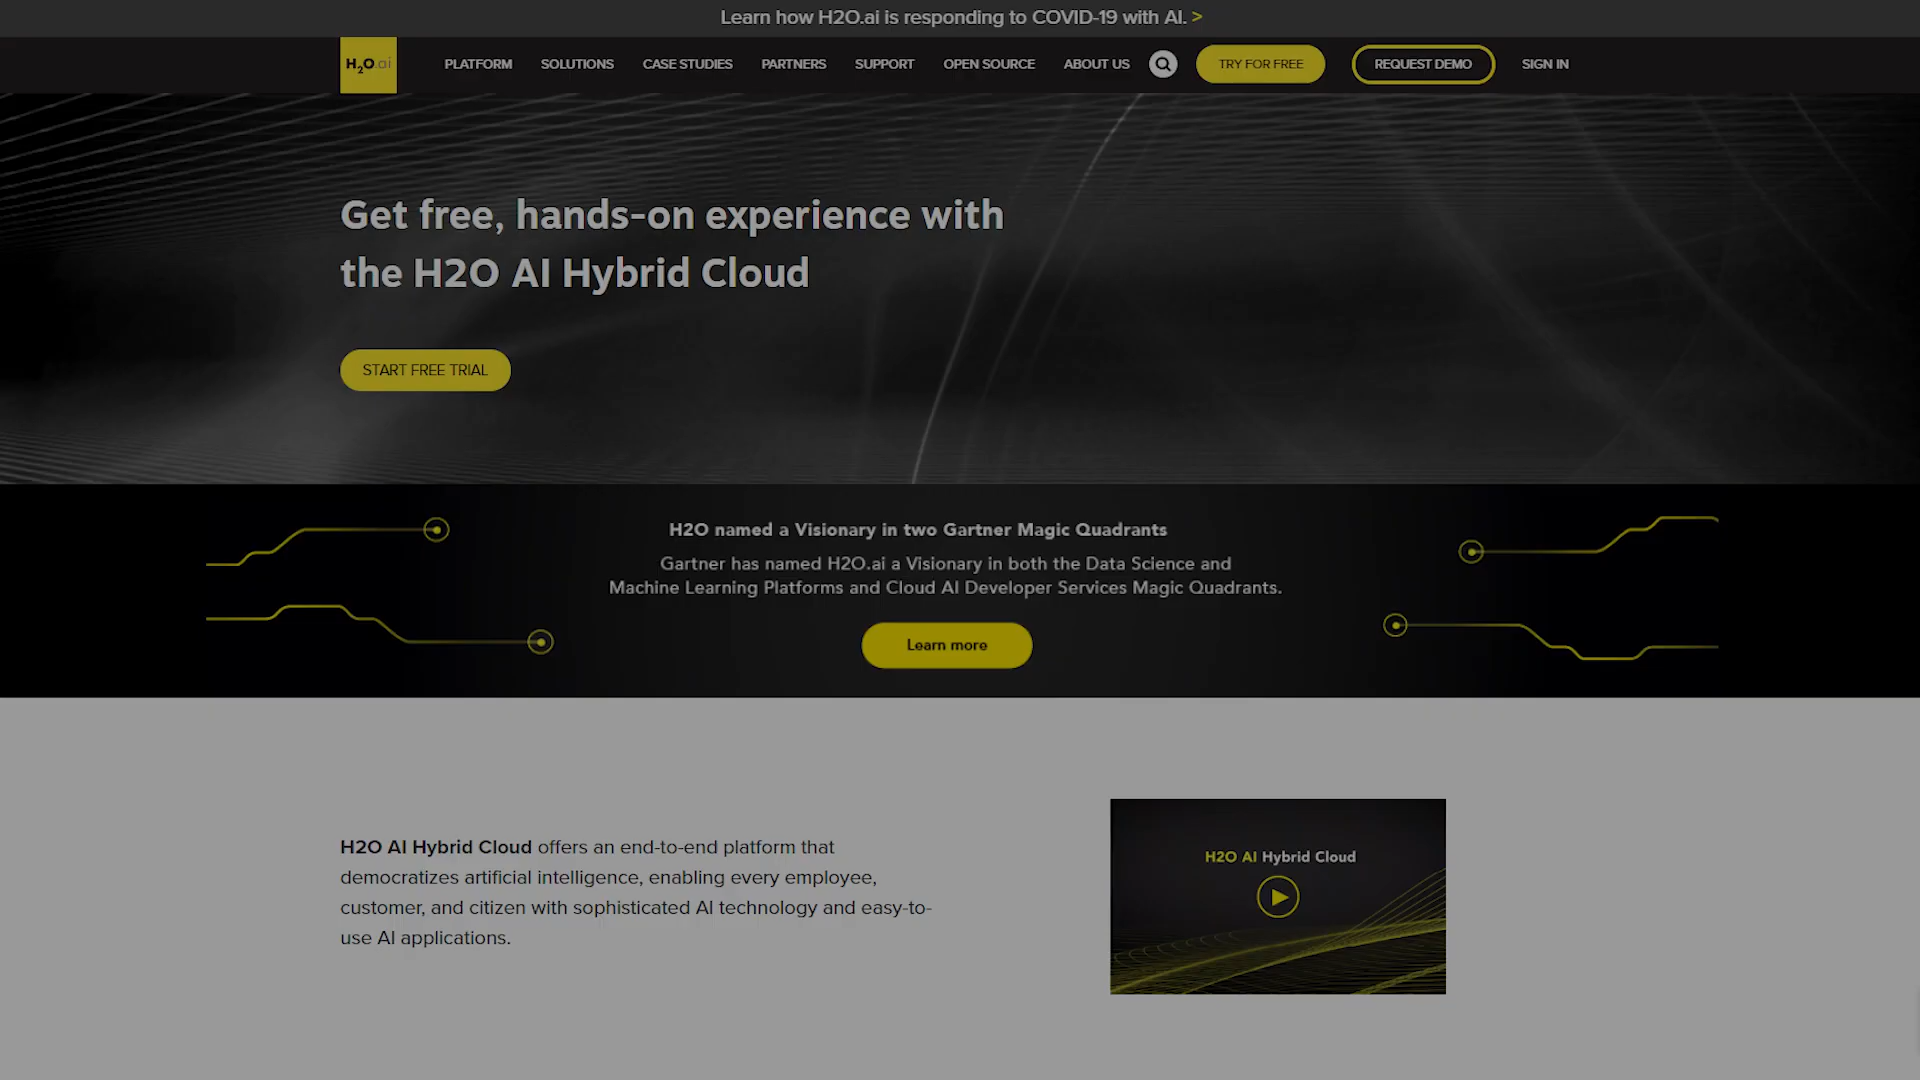 Learn how H2O.ai is responding to COVID-19 with AI. >
H2O.ai
PLATFORM SOLUTIONS CASE STUDIES PARTNERS SUPPORT OPEN SOURCE ABOUT US TRY FOR FREE REQUEST DEMO SIGN IN
Get free, hands-on experience with
the H2O AI Hybrid Cloud
START FREE TRIAL
H2O named a Visionary in two Gartner Magic Quadrants
Gartner has named H2O.ai a Visionary in both the Data Science and
Machine Learning Platforms and Cloud AI Developer Services Magic Quadrants.
Learn more
H2O AI Hybrid Cloud offers an end-to-end platform that
democratizes artificial intelligence, enabling every employee,
customer, and citizen with sophisticated AI technology and easy-to-
use AI applications.
H2O AI Hybrid Cloud